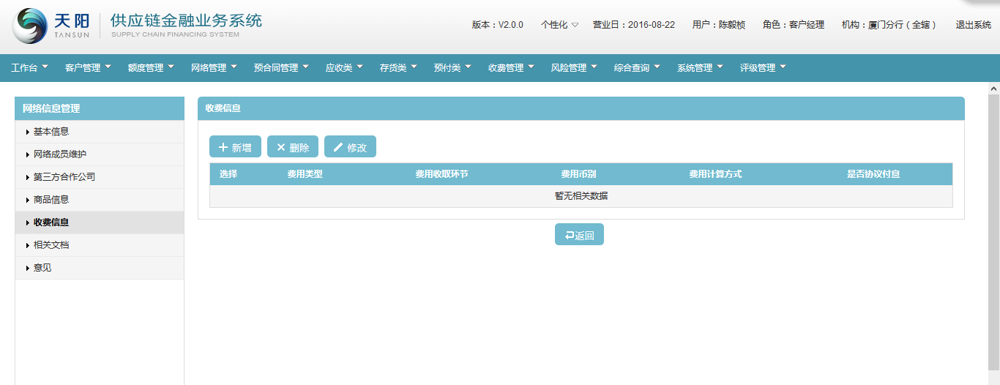 天阳 TANSUN 供应链金融业务系统 SUPPLY CHAIN FINANCING SYSTEM
版本：V2.0.0 个性化 营业日：2016-08-22 用户：陈毅桢 角色：客户经理 机构：厦门分行（全辖） 退出系统
工作台 客户管理 额度管理 网络管理 预合同管理 应收类 存货类 预付类 收费管理 风险管理 综合查询 系统管理 评级管理
网络信息管理
基本信息
网络成员维护
第三方合作公司
商品信息
收费信息
相关文档
意见
收费信息
新增 删除 修改
选择 费用类型 费用收取环节 费用币别 费用计算方式 是否协议付息
暂无相关数据
返回